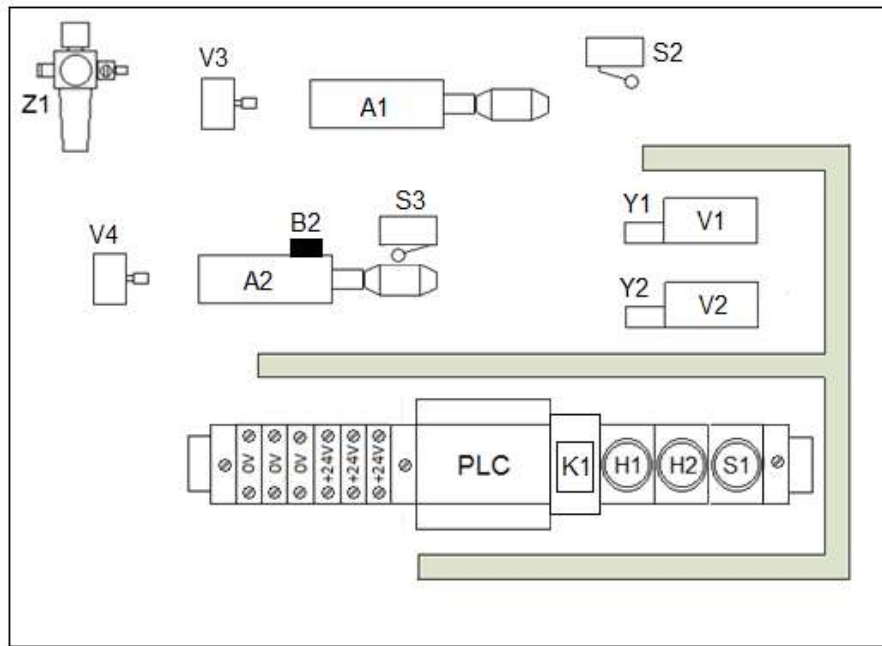 V3
S2
Z1
A1
V4
B2
S3
A2
Y1
V1
Y2
V2
0V
0V
0V
+24V
+24V
+24V
PLC
K1
H1
H2
S1